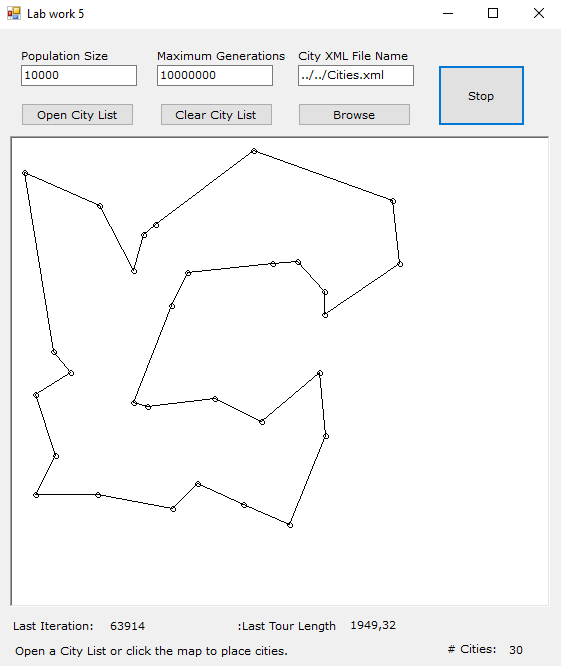 Lab work 5
Population Size Maximum Generations City XML File Name
10000 10000000 ../../Cities.xml
Stop
Open City List Clear City List Browse
Last Iteration: 63914 :Last Tour Length 1949,32
Open a City List or click the map to place cities. # Cities: 30